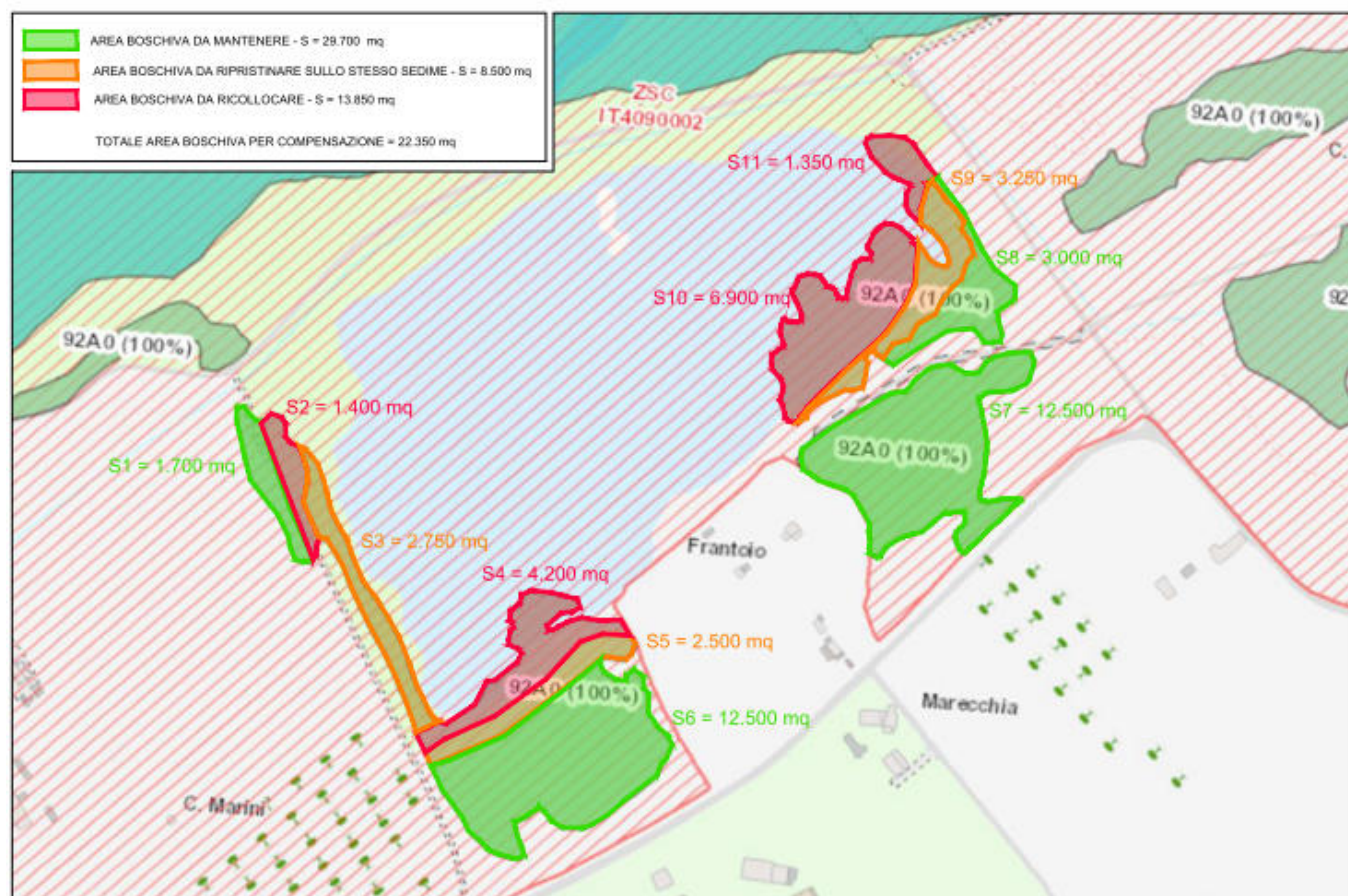 AREA BOSCHIVA DA MANTENERE - S = 29.700 mq
AREA BOSCHIVA DA RIPRISTINARE SULLO STESSO SEDIME - S = 8.500 mq
AREA BOSCHIVA DA RICOLLOCARE - S = 13.850 mq
TOTALE AREA BOSCHIVA PER COMPENSAZIONE = 22.350 mq
ZSC
IT4090002
92A0 (100%)
C.
S11 = 1.350 mq
S9 = 3.250 mq
S8 = 3.000 mq
S10 = 6.900 mq
92A0 (100%)
92
92A0 (100%)
S2 = 1.400 mq
S7 = 12.500 mq
S1 = 1.700 mq
92A0 (100%)
S3 = 2.750 mq
Frantoio
S4 = 4,200 mq
S5 = 2.500 mq
92A0 (100%)
S6 = 12.500 mq
Marecchia
C. Marini